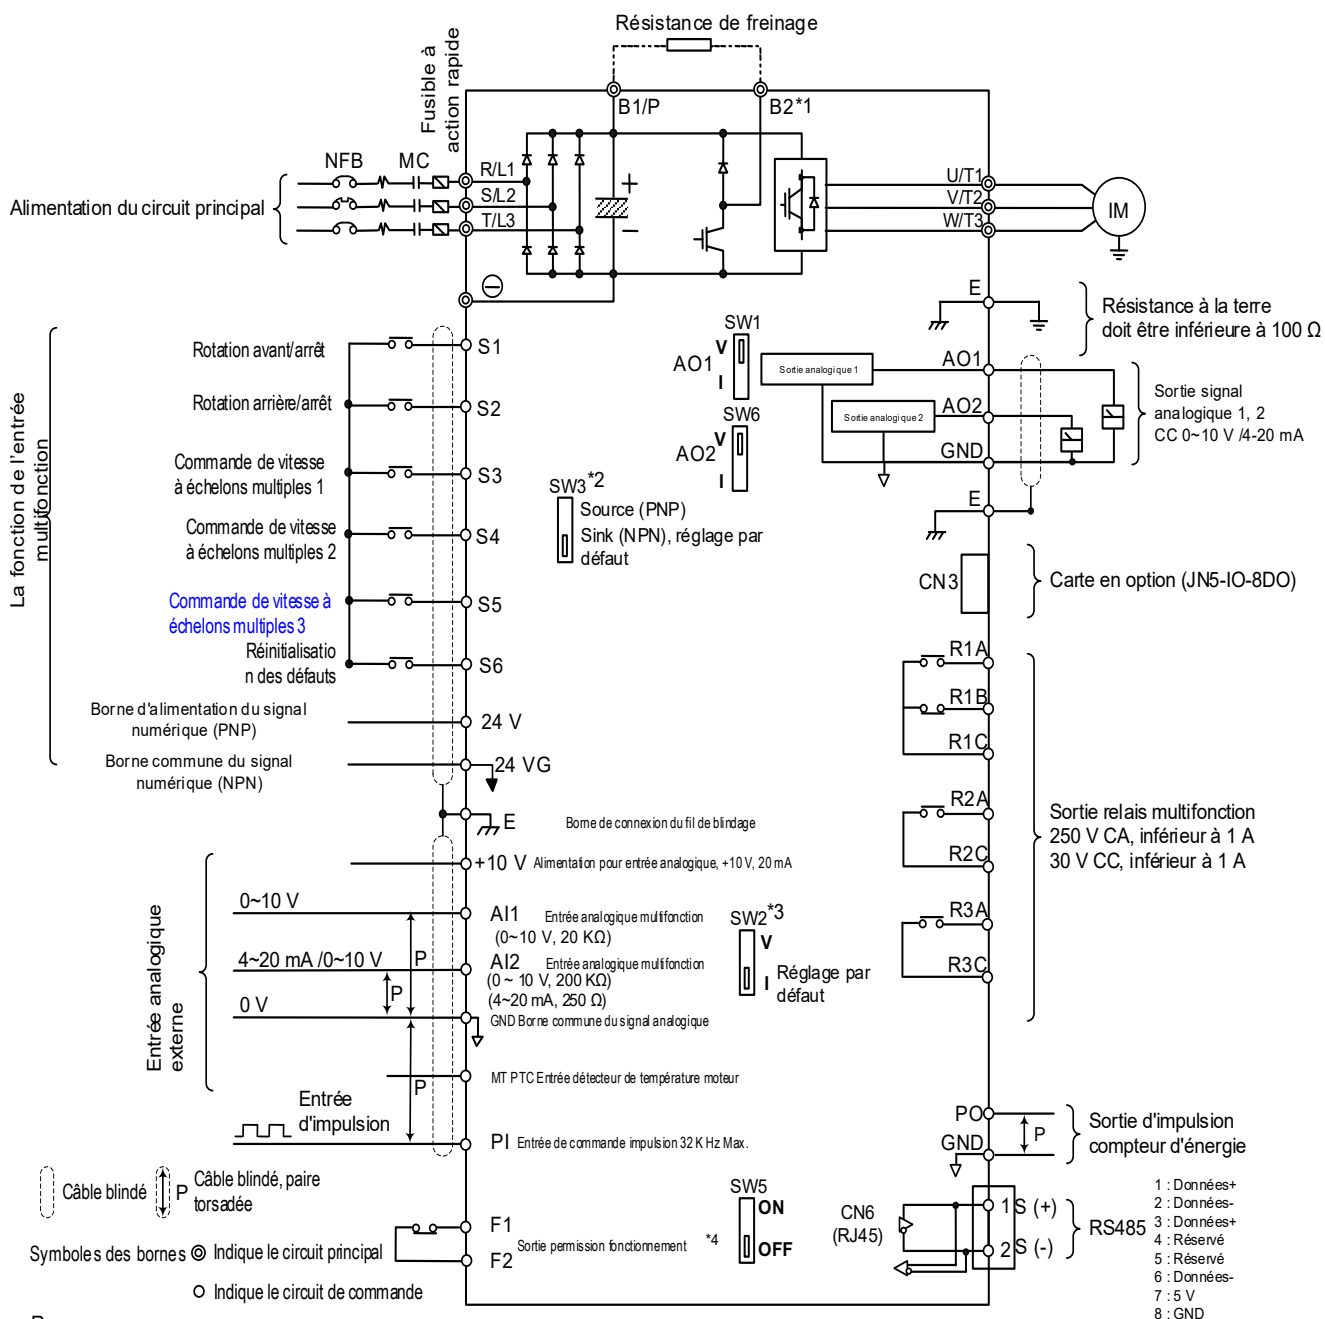 Résistance de freinage
Fusible à
action rapide
B1/P
B2*1
NFB
MC
R/L1
S/L2
T/L3
Alimentation du circuit principal
+
−
U/T1
V/T2
W/T3
IM
E
Résistance à la terre
doit être inférieure à 100 Ω
La fonction de l'entrée
multifonction
Rotation avant/arrêt
S1
Rotation arrière/arrêt
S2
Commande de vitesse
à échelons multiples 1
S3
Commande de vitesse
à échelons multiples 2
S4
Commande de vitesse à
échelons multiples 3
S5
Réinitialisatio
n des défauts
S6
Borne d'alimentation du signal
numérique (PNP)
24 V
Borne commune du signal
numérique (NPN)
24 VG
E
Borne de connexion du fil de blindage
SW1
V
AO1
I
SW6
V
AO2
I
SW3*2
Source (PNP)
Sink (NPN), réglage par
défaut
Sortie analogique 1
AO1
Sortie analogique 2
AO2
GND
E
Sortie signal
analogique 1, 2
CC 0~10 V /4-20 mA
CN3
Carte en option (JN5-IO-8DO)
R1A
R1B
R1C
R2A
R2C
R3A
R3C
Sortie relais multifonction
250 V CA, inférieur à 1 A
30 V CC, inférieur à 1 A
Entrée analogique
externe
+10 V Alimentation pour entrée analogique, +10 V, 20 mA
0~10 V
AI1 Entrée analogique multifonction
(0~10 V, 20 KΩ)
4~20 mA /0~10 V
P
AI2 Entrée analogique multifonction
(0 ~ 10 V, 200 KΩ)
(4~20 mA, 250 Ω)
P
0 V
GND Borne commune du signal analogique
SW2*3
V
I
Réglage par
défaut
MT PTC Entrée détecteur de température moteur
P
Entrée
d'impulsion
PI Entrée de commande impulsion 32 K Hz Max.
PO
P
GND
Sortie d'impulsion
compteur d'énergie
Câble blindé
P
Câble blindé, paire
torsadée
Symboles des bornes
Indique le circuit principal
Indique le circuit de commande
F1
F2
Sortie permission fonctionnement
*4
SW5
ON
OFF
CN6
(RJ45)
1
S (+)
2
S (-)
RS485
1 : Données+
2 : Données-
3 : Données+
4 : Réservé
5 : Réservé
6 : Données-
7 : 5 V
8 : GND